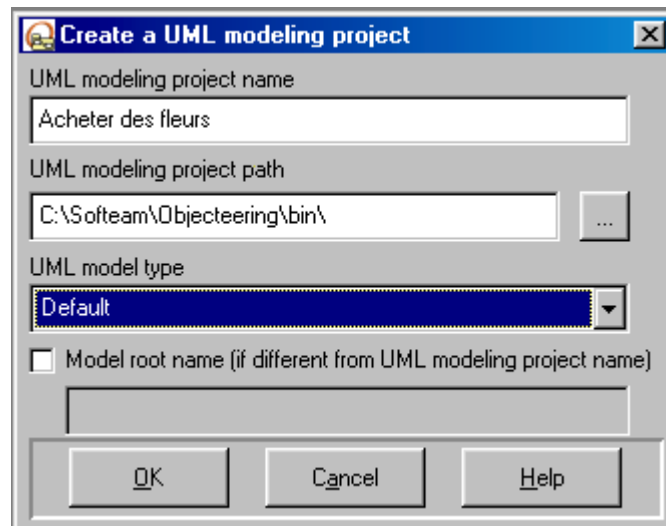 Create a UML modeling project
UML modeling project name
Acheter des fleurs
UML modeling project path
C:\Softeam\Objecteering\bin\
...
UML model type
Default
Model root name (if different from UML modeling project name)
OK Cancel Help